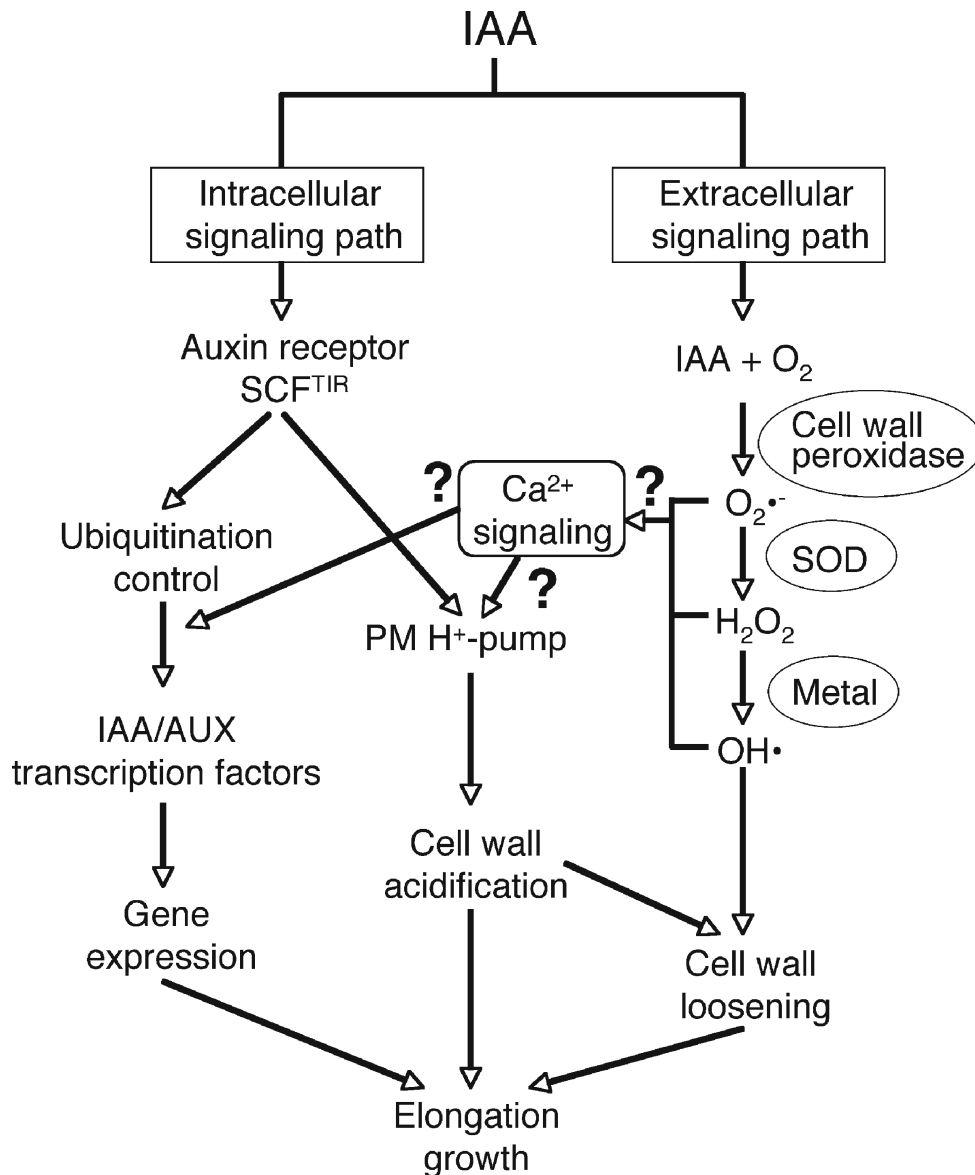 IAA
Intracellular
signaling path
Extracellular
signaling path
Auxin receptor
SCF^TIR
IAA + O₂
Cell wall
peroxidase
?
Ca²⁺
signaling
?
O₂•⁻
Ubiquitination
control
?
SOD
PM H⁺-pump
H₂O₂
Metal
IAA/AUX
transcription factors
OH•
Cell wall
acidification
Gene
expression
Cell wall
loosening
Elongation
growth